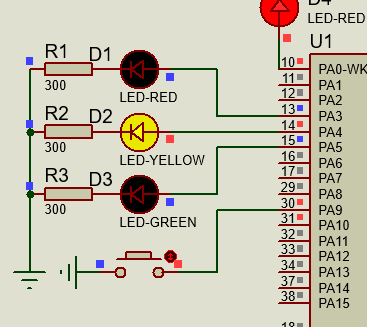 D4
LED-RED
U1
R1
D1
300
LED-RED
R2
D2
300
LED-YELLOW
R3
D3
300
LED-GREEN
10 PA0-WK
11 PA1
12 PA2
13 PA3
14 PA4
15 PA5
16 PA6
17 PA7
29 PA8
30 PA9
31 PA10
32 PA11
33 PA12
34 PA13
37 PA14
38 PA15
18